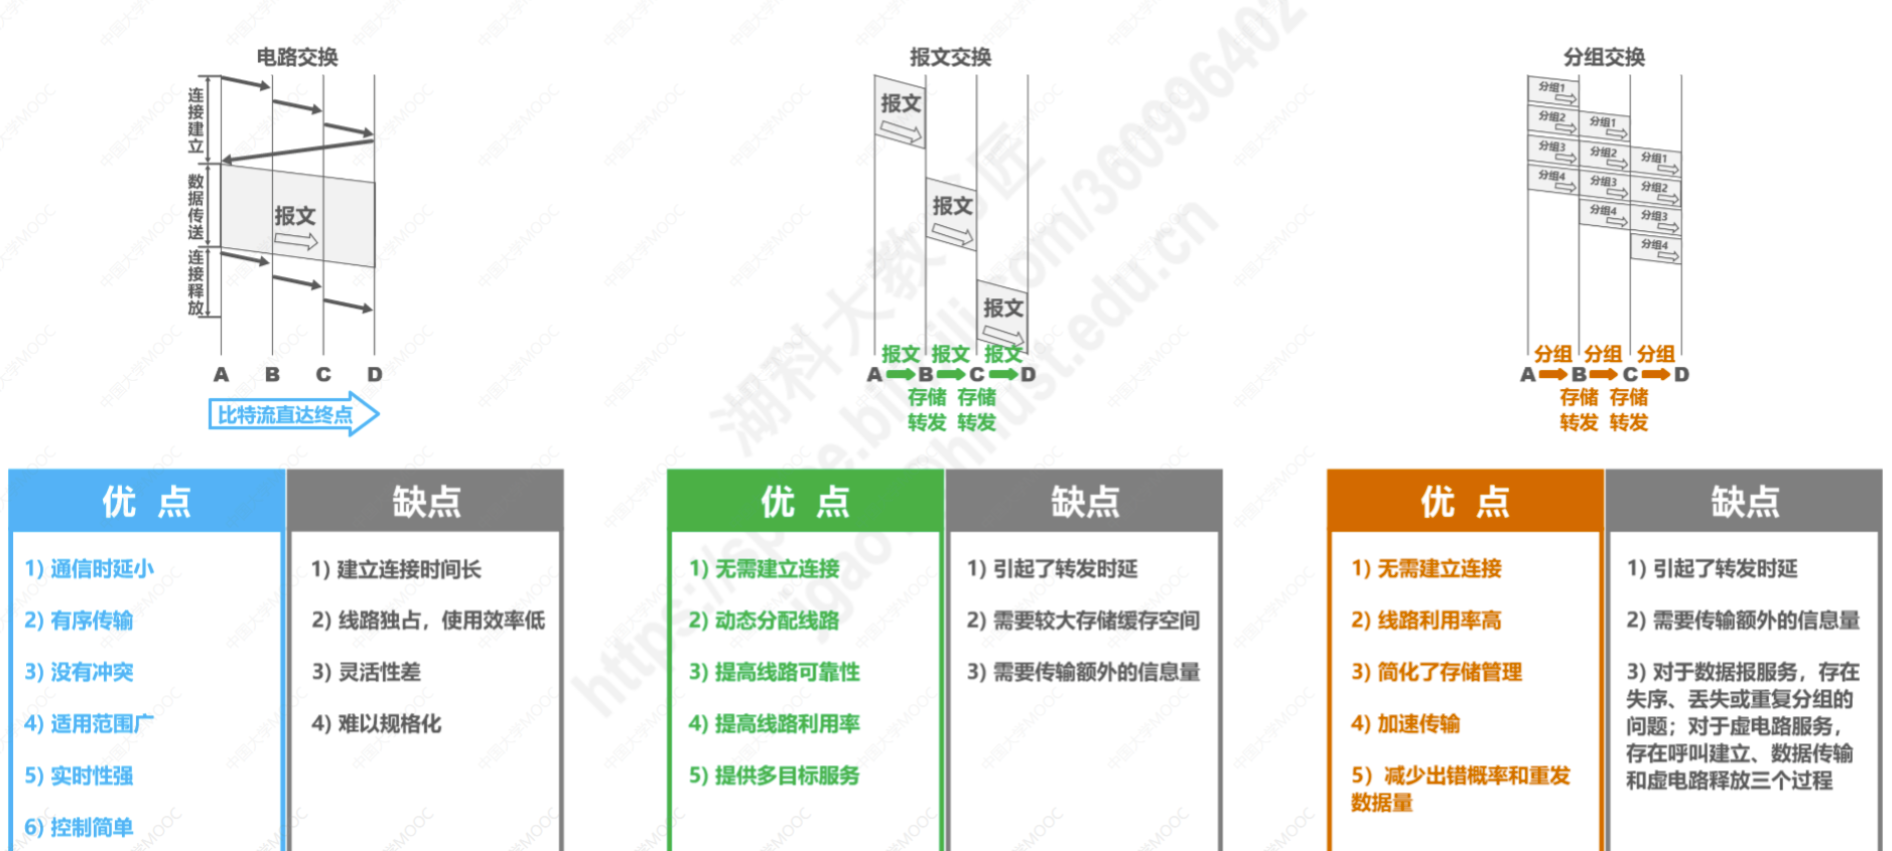 电路交换
连接建立
数据传送
连接释放
报文
A B C D
比特流直达终点
报文交换
报文
报文
报文
报文 报文 报文
A B C D
存储 存储
转发 转发
分组交换
分组1
分组2 分组1
分组3 分组2 分组1
分组4 分组3 分组2
分组4 分组3
分组4
分组 分组 分组
A B C D
存储 存储
转发 转发
优 点
1) 通信时延小
2) 有序传输
3) 没有冲突
4) 适用范围广
5) 实时性强
6) 控制简单
缺点
1) 建立连接时间长
2) 线路独占，使用效率低
3) 灵活性差
4) 难以规格化
优 点
1) 无需建立连接
2) 动态分配线路
3) 提高线路可靠性
4) 提高线路利用率
5) 提供多目标服务
缺点
1) 引起了转发时延
2) 需要较大存储缓存空间
3) 需要传输额外的信息量
优 点
1) 无需建立连接
2) 线路利用率高
3) 简化了存储管理
4) 加速传输
5) 减少出错概率和重发
数据量
缺点
1) 引起了转发时延
2) 需要传输额外的信息量
3) 对于数据报服务，存在
失序、丢失或重复分组的
问题；对于虚电路服务，
存在呼叫建立、数据传输
和虚电路释放三个过程
湖科大教书匠
中国大学MOOC